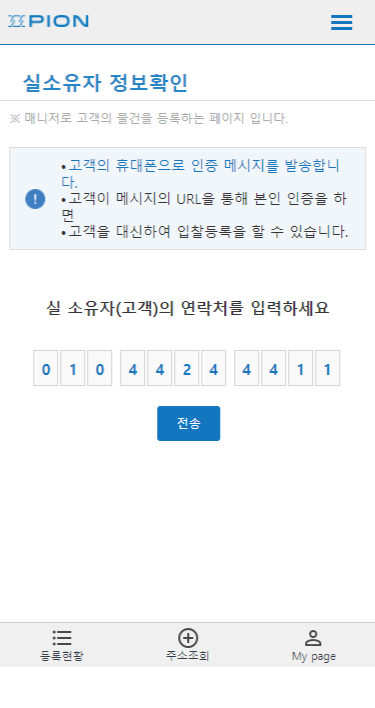 PION
실소유자 정보확인
※ 매니저로 고객의 물건을 등록하는 페이지 입니다.
• 고객의 휴대폰으로 인증 메시지를 발송합니
다.
• 고객이 메시지의 URL을 통해 본인 인증을 하
면
• 고객을 대신하여 입찰등록을 할 수 있습니다.
실 소유자(고객)의 연락처를 입력하세요
0 1 0 4 4 2 4 4 4 1 1
전송
등록현황 주소조회 My page